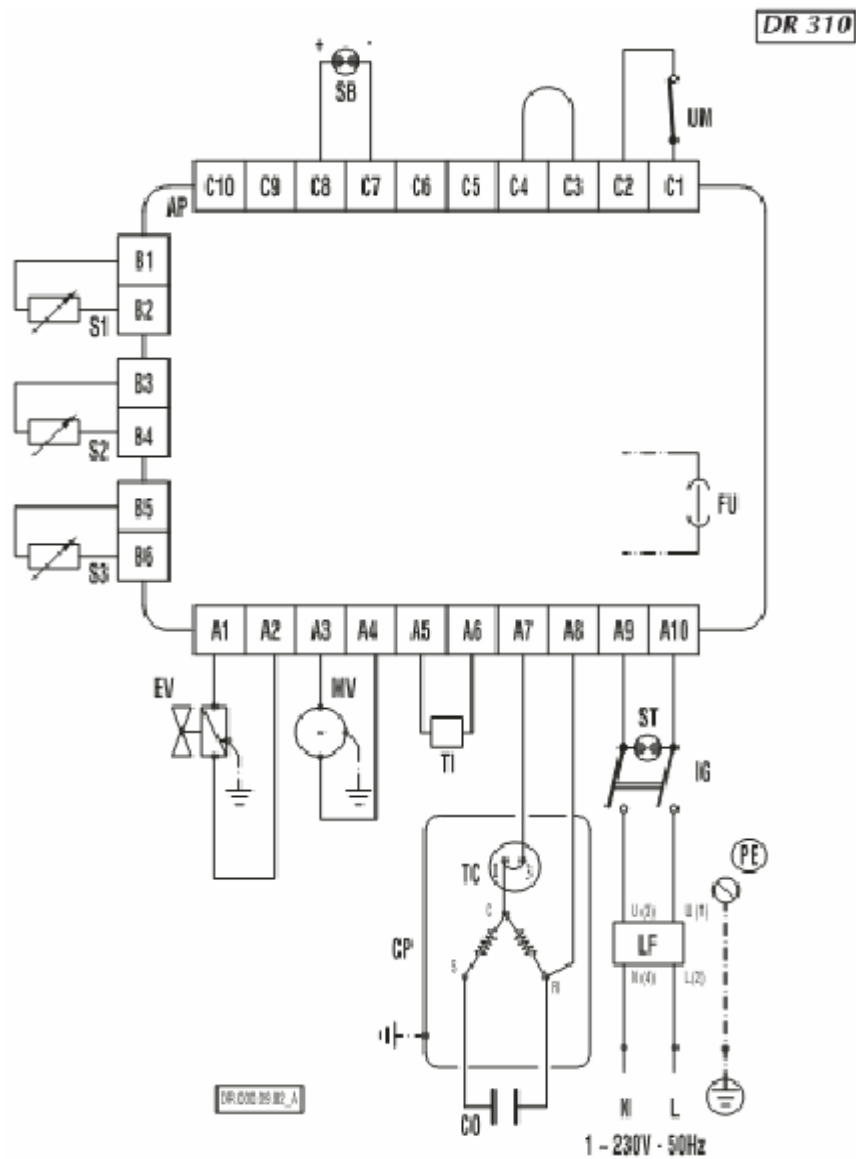 DR 310
+ -
SB
UM
C10 C9 C8 C7 C6 C5 C4 C3 C2 C1
AP
B1
B2
S1
B3
B4
S2
B5
B6
S3
FU
A1 A2 A3 A4 A5 A6 A7 A8 A9 A10
EV
MV
TI
ST
IG
PE
TC
C
CP
R
LF
L(2)
CO
N L
1 ~ 230V - 50Hz